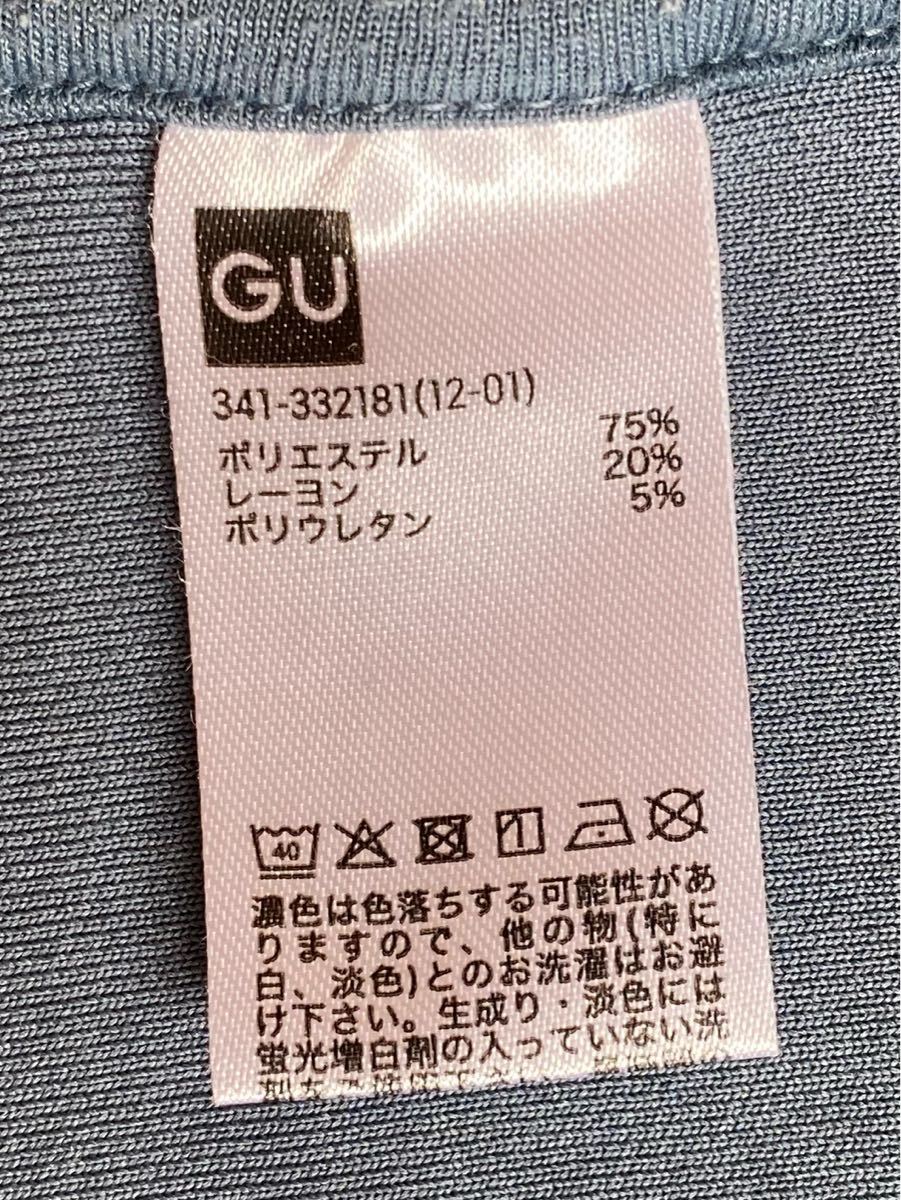 GU
341-332181(12-01)
ポリエステル 75%
レーヨン 20%
ポリウレタン 5%
40
濃色は色落ちする可能性があ
りますので、他の物(特に
白、淡色)とのお洗濯はお避
け下さい。生成り・淡色には
蛍光増白剤の入っていない洗